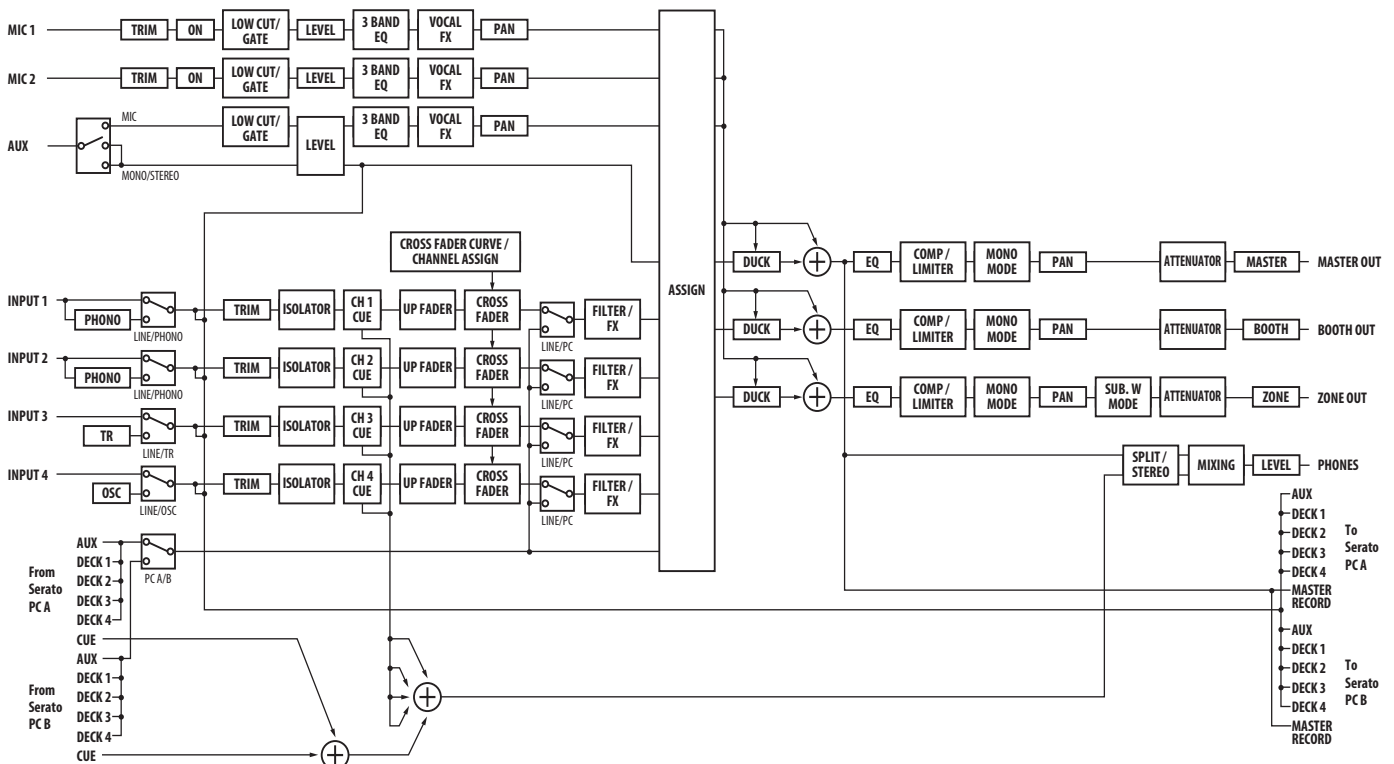 MIC 1
TRIM
ON
LOW CUT/
GATE
LEVEL
3 BAND
EQ
VOCAL
FX
PAN
MIC 2
TRIM
ON
LOW CUT/
GATE
LEVEL
3 BAND
EQ
VOCAL
FX
PAN
AUX
MIC
MONO/STEREO
LOW CUT/
GATE
LEVEL
3 BAND
EQ
VOCAL
FX
PAN
CROSS FADER CURVE /
CHANNEL ASSIGN
INPUT 1
PHONO
LINE/PHONO
TRIM
ISOLATOR
CH 1
CUE
UP FADER
CROSS
FADER
LINE/PC
FILTER /
FX
INPUT 2
PHONO
LINE/PHONO
TRIM
ISOLATOR
CH 2
CUE
UP FADER
CROSS
FADER
LINE/PC
FILTER /
FX
INPUT 3
TR
LINE/TR
TRIM
ISOLATOR
CH 3
CUE
UP FADER
CROSS
FADER
LINE/PC
FILTER /
FX
INPUT 4
OSC
LINE/OSC
TRIM
ISOLATOR
CH 4
CUE
UP FADER
CROSS
FADER
LINE/PC
FILTER /
FX
ASSIGN
DUCK
EQ
COMP /
LIMITER
MONO
MODE
PAN
ATTENUATOR
MASTER
MASTER OUT
DUCK
EQ
COMP /
LIMITER
MONO
MODE
PAN
ATTENUATOR
BOOTH
BOOTH OUT
DUCK
EQ
COMP /
LIMITER
MONO
MODE
PAN
SUB. W
MODE
ATTENUATOR
ZONE
ZONE OUT
SPLIT /
STEREO
MIXING
LEVEL
PHONES
From
Serato
PC A
AUX
DECK 1
DECK 2
DECK 3
DECK 4
CUE
PC A/B
From
Serato
PC B
AUX
DECK 1
DECK 2
DECK 3
DECK 4
CUE
AUX
DECK 1
DECK 2
DECK 3
DECK 4
MASTER
RECORD
To
Serato
PC A
AUX
DECK 1
DECK 2
DECK 3
DECK 4
MASTER
RECORD
To
Serato
PC B